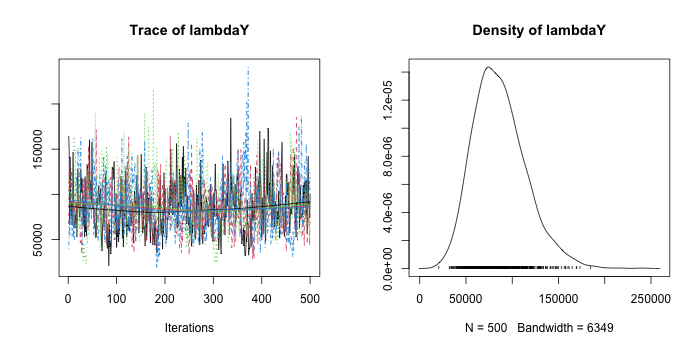 Trace of lambdaY
50000
150000
0
100
200
300
400
500
Iterations
Density of lambdaY
0.0e+00
4.0e-06
8.0e-06
1.2e-05
0
50000
150000
250000
N = 500 Bandwidth = 6349